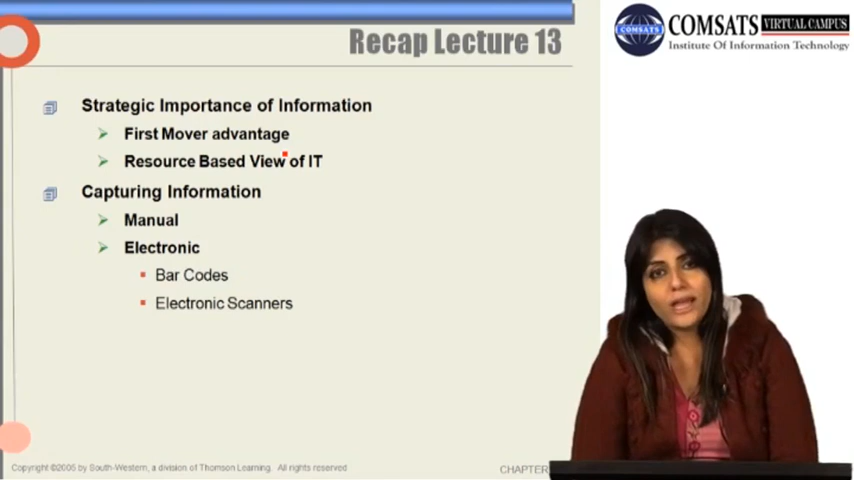 Recap Lecture 13
COMSATS VIRTUAL CAMPUS
COMSATS
Institute Of Information Technology
Strategic Importance of Information
First Mover advantage
Resource Based View of IT
Capturing Information
Manual
Electronic
Bar Codes
Electronic Scanners
Copyright ©2005 by South-Western, a division of Thomson Learning. All rights reserved
CHAPTER